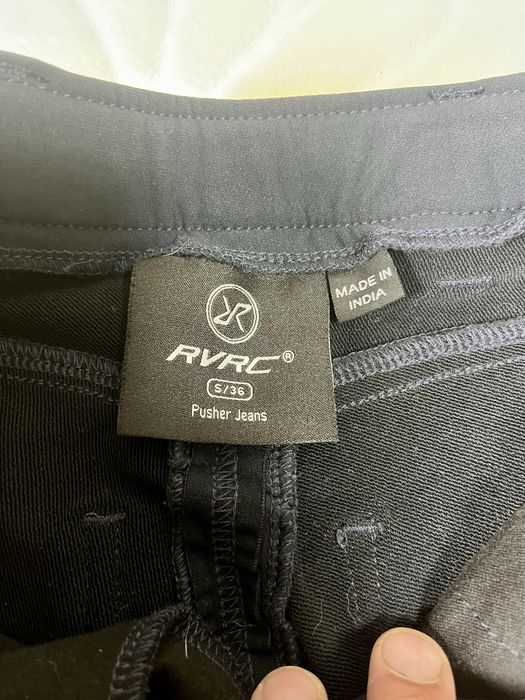 RVRC®
S/36
Pusher Jeans
MADE IN
INDIA